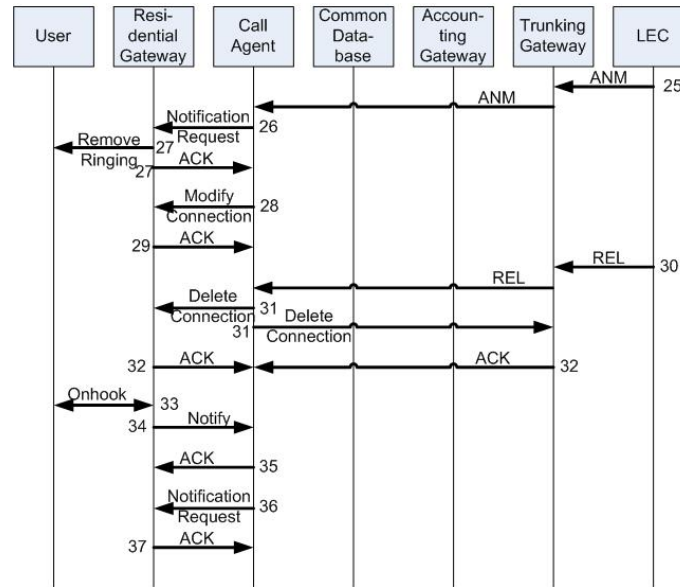 User
Resi-
dential
Gateway
Call
Agent
Common
Data-
base
Accoun-
ting
Gateway
Trunking
Gateway
LEC
ANM
25
ANM
Notification
Request
26
Remove
Ringing
27
27
ACK
Modify
Connection
28
29
ACK
REL
30
REL
Delete
Connection
31
31
Delete
Connection
32
ACK
ACK
32
Onhook
33
34
Notify
ACK
35
Notification
Request
36
37
ACK